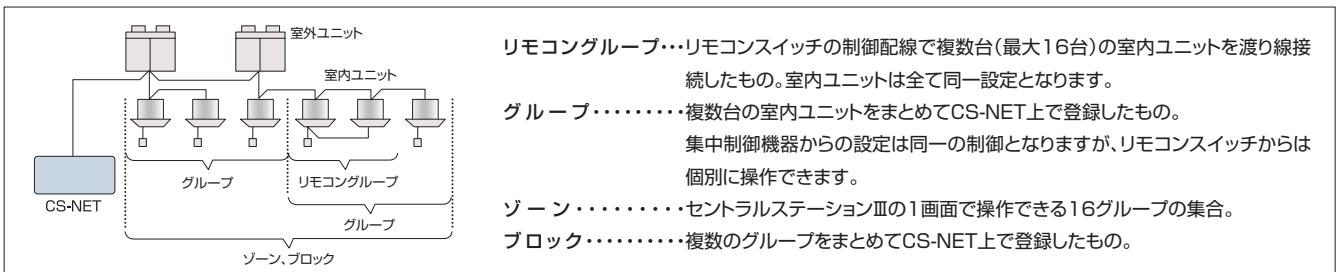 室外ユニット
室内ユニット
グループ
リモコングループ
CS-NET
グループ
ゾーン、ブロック
リモコングループ･･･リモコンスイッチの制御配線で複数台(最大16台)の室内ユニットを渡り線接
続したもの。室内ユニットは全て同一設定となります。
グループ･････････複数台の室内ユニットをまとめてCS-NET上で登録したもの。
集中制御機器からの設定は同一の制御となりますが、リモコンスイッチからは
個別に操作できます。
ゾーン･････････セントラルステーションⅢの1画面で操作できる16グループの集合。
ブロック･･････････複数のグループをまとめてCS-NET上で登録したもの。